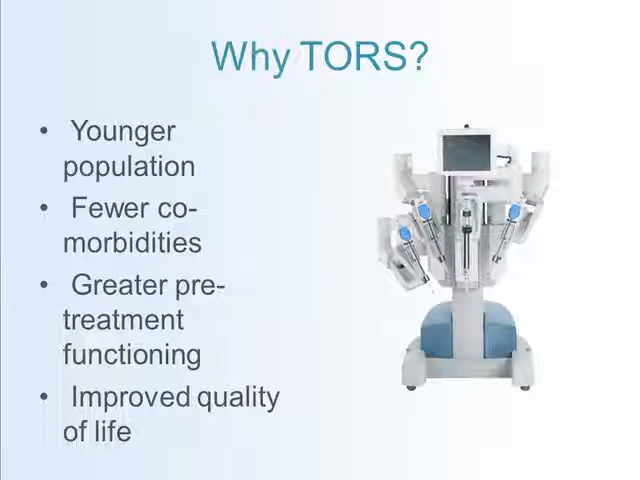 Why TORS?
• Younger
population
• Fewer co-
morbidities
• Greater pre-
treatment
functioning
• Improved quality
of life